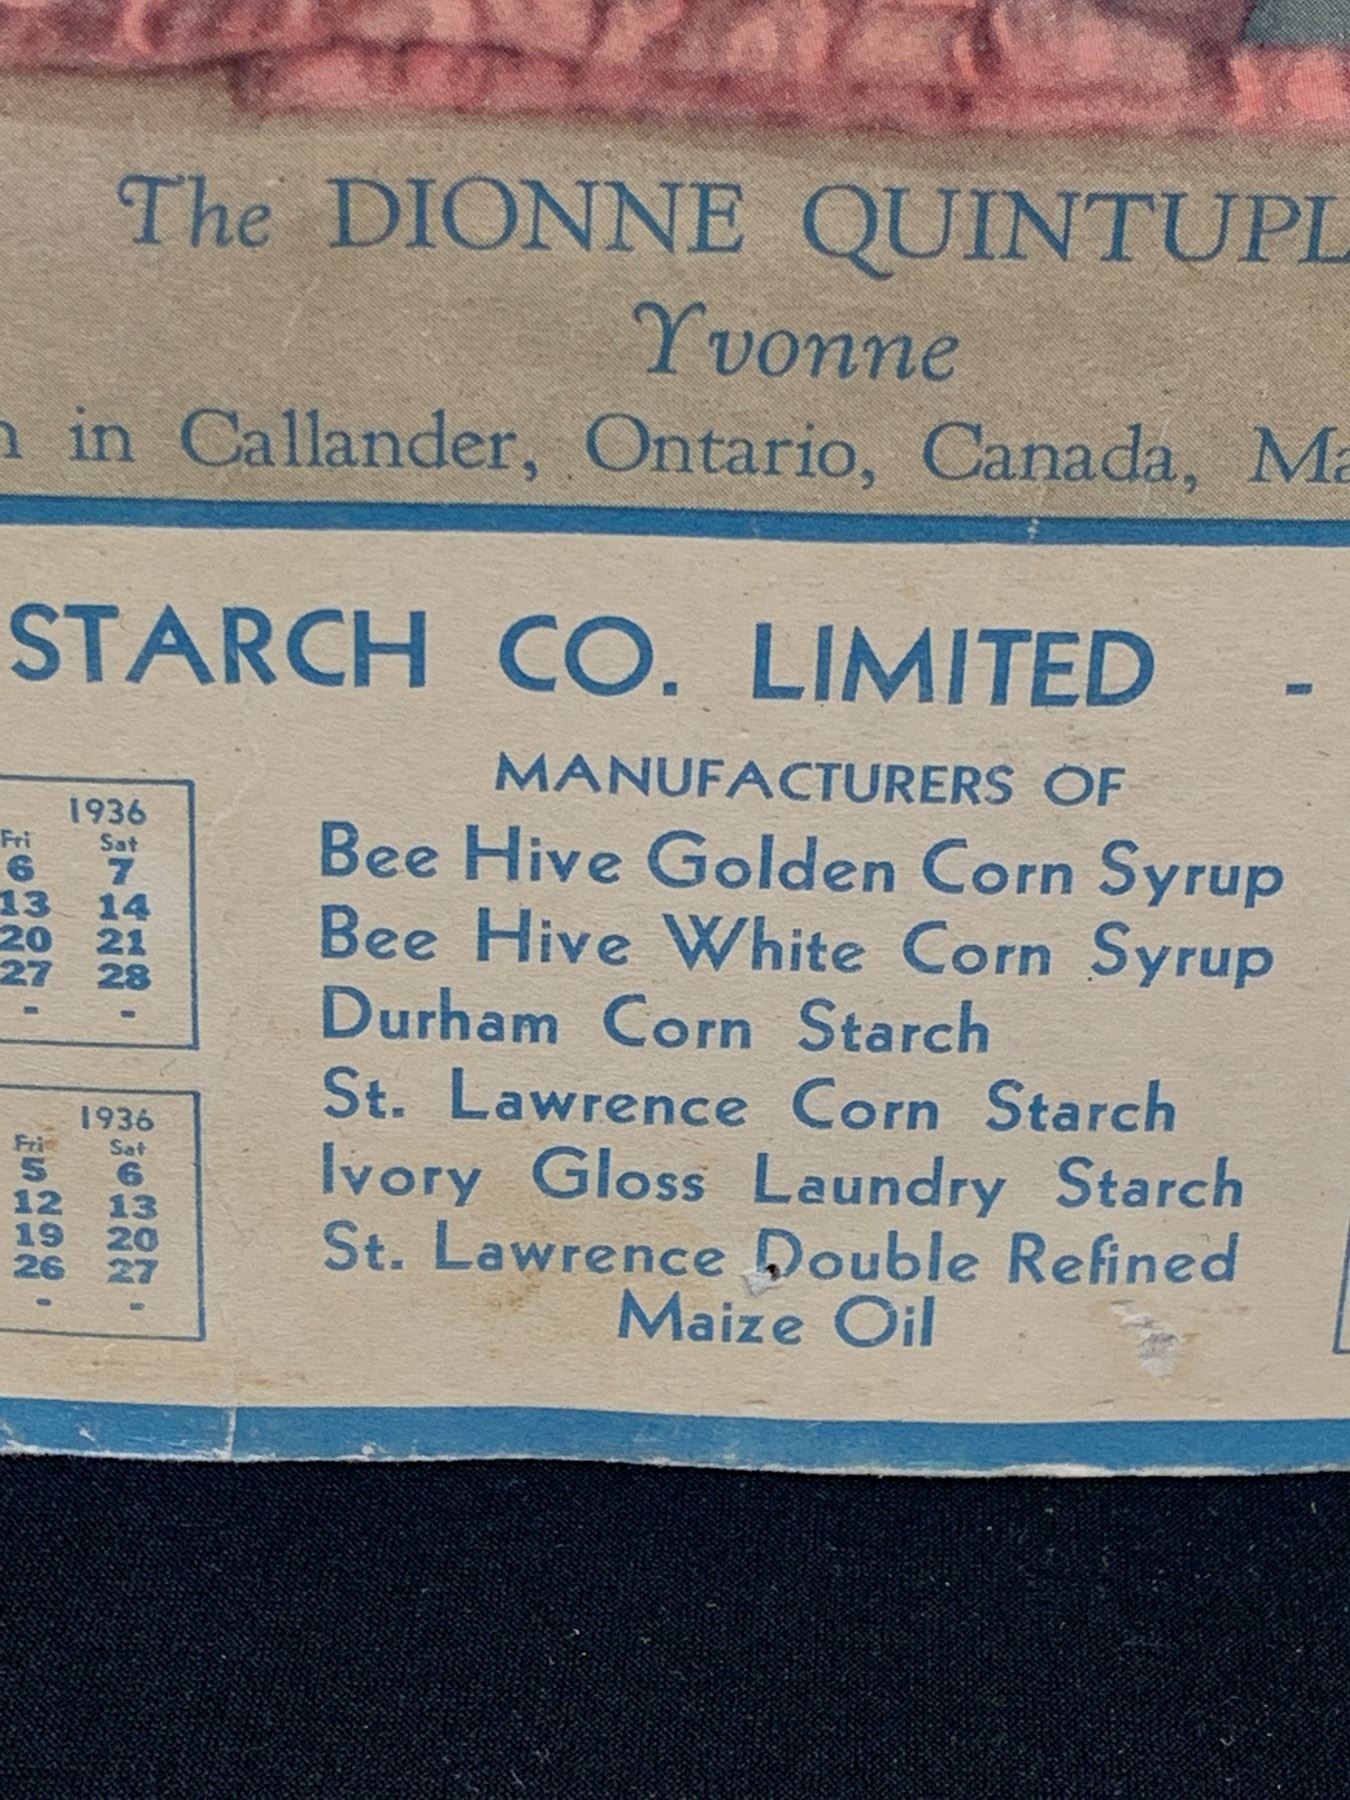 The DIONNE QUINTUPL
Yvonne
n in Callander, Ontario, Canada, Ma
STARCH CO. LIMITED -
MANUFACTURERS OF
Bee Hive Golden Corn Syrup
Bee Hive White Corn Syrup
Durham Corn Starch
St. Lawrence Corn Starch
Ivory Gloss Laundry Starch
St. Lawrence Double Refined
Maize Oil
1936
Fri Sat
6 7
13 14
20 21
27 28
- -
1936
Fri Sat
5 6
12 13
19 20
26 27
- -